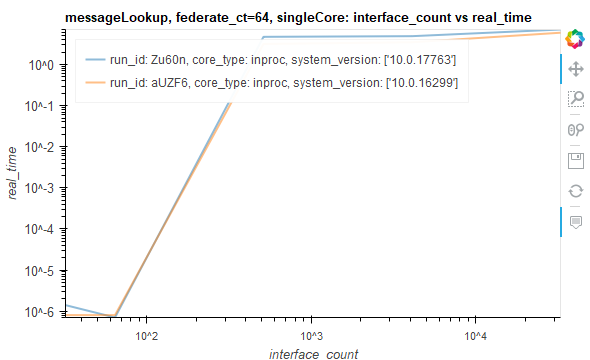 messageLookup, federate_ct=64, singleCore: interface_count vs real_time
run_id: Zu60n, core_type: inproc, system_version: ['10.0.17763']
run_id: aUZF6, core_type: inproc, system_version: ['10.0.16299']
10^0
10^-1
10^-2
10^-3
10^-4
10^-5
10^-6
real_time
10^2
10^3
10^4
interface_count